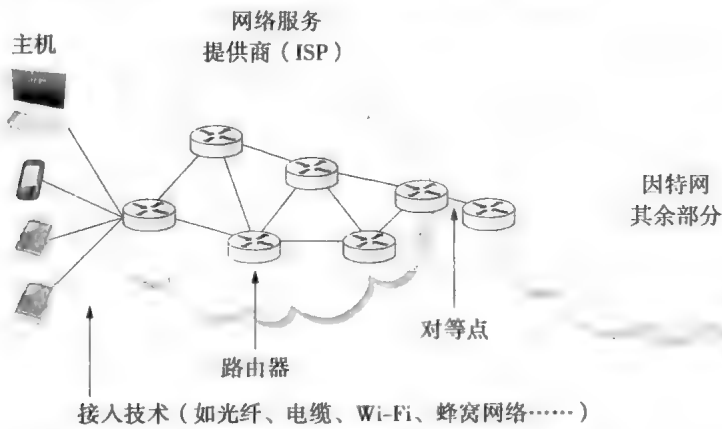 网络服务
提供商（ISP）
主机
因特网
其余部分
对等点
路由器
接入技术（如光纤、电缆、Wi-Fi、蜂窝网络……）